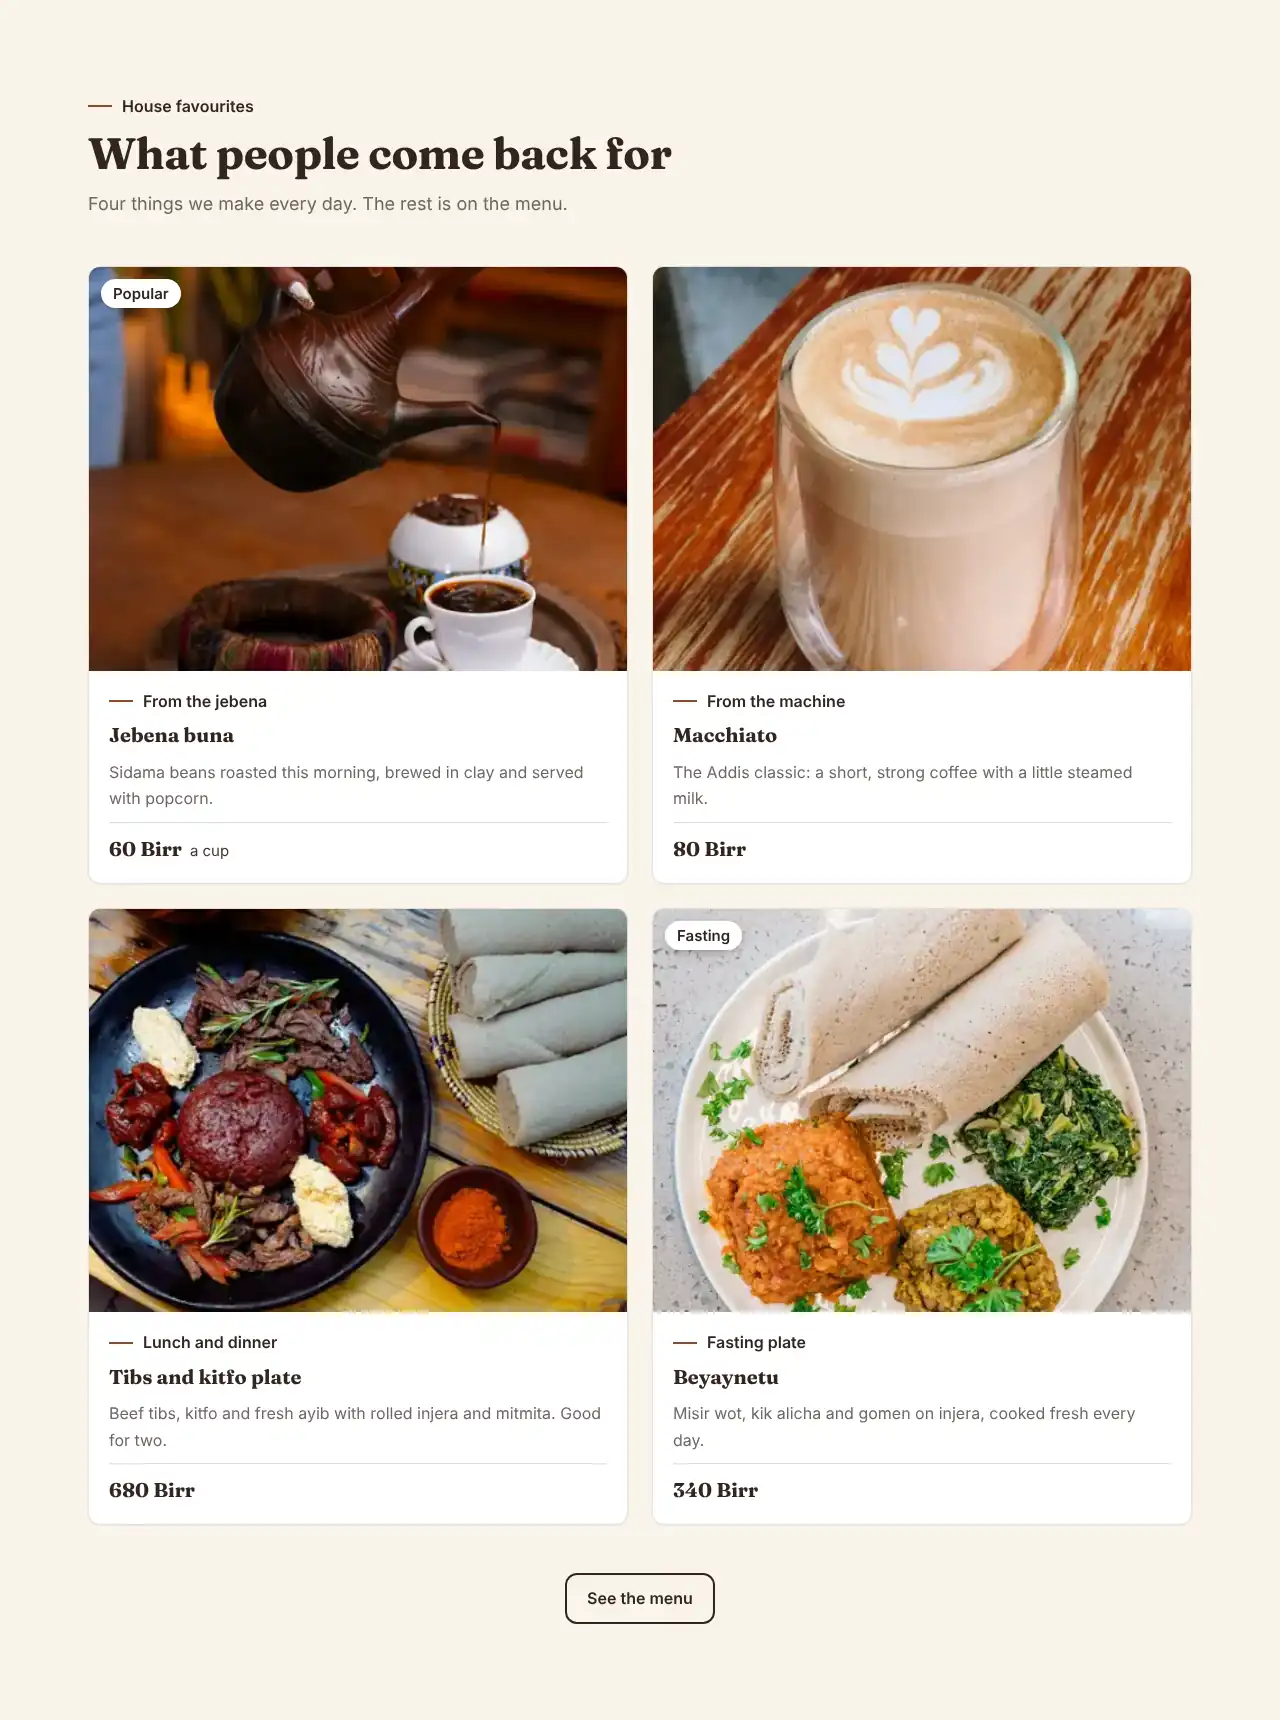 House favourites
What people come back for
Four things we make every day. The rest is on the menu.
Popular
From the jebena
Jebena buna
Sidama beans roasted this morning, brewed in clay and served
with popcorn.
60 Birr a cup
From the machine
Macchiato
The Addis classic: a short, strong coffee with a little steamed
milk.
80 Birr
Lunch and dinner
Tibs and kitfo plate
Beef tibs, kitfo and fresh ayib with rolled injera and mitmita. Good
for two.
680 Birr
Fasting
Fasting plate
Beyaynetu
Misir wot, kik alicha and gomen on injera, cooked fresh every
day.
340 Birr
See the menu